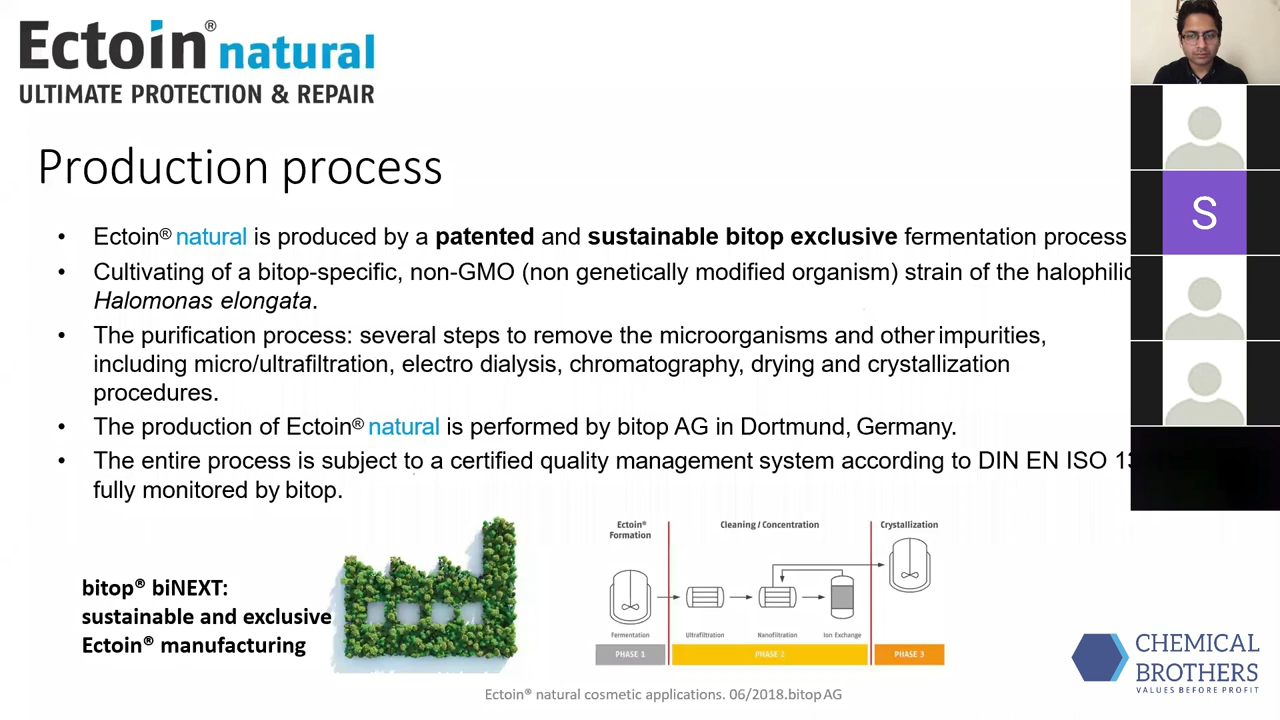 Ectoin® natural
ULTIMATE PROTECTION & REPAIR
Production process
• Ectoin® natural is produced by a patented and sustainable bitop exclusive fermentation process
• Cultivating of a bitop-specific, non-GMO (non genetically modified organism) strain of the halophilic
Halomonas elongata.
• The purification process: several steps to remove the microorganisms and other impurities,
including micro/ultrafiltration, electro dialysis, chromatography, drying and crystallization
procedures.
• The production of Ectoin® natural is performed by bitop AG in Dortmund, Germany.
• The entire process is subject to a certified quality management system according to DIN EN ISO
fully monitored by bitop.
bitop® biNEXT:
sustainable and exclusive
Ectoin® manufacturing
Ectoin®
Formation
Cleaning / Concentration
Crystallization
Fermentation
Ultrafiltration
Nanofiltration
Ion Exchange
PHASE 1
PHASE 2
PHASE 3
Ectoin® natural cosmetic applications. 06/2018.bitop AG
CHEMICAL
BROTHERS
VALUES BEFORE PROFIT
S